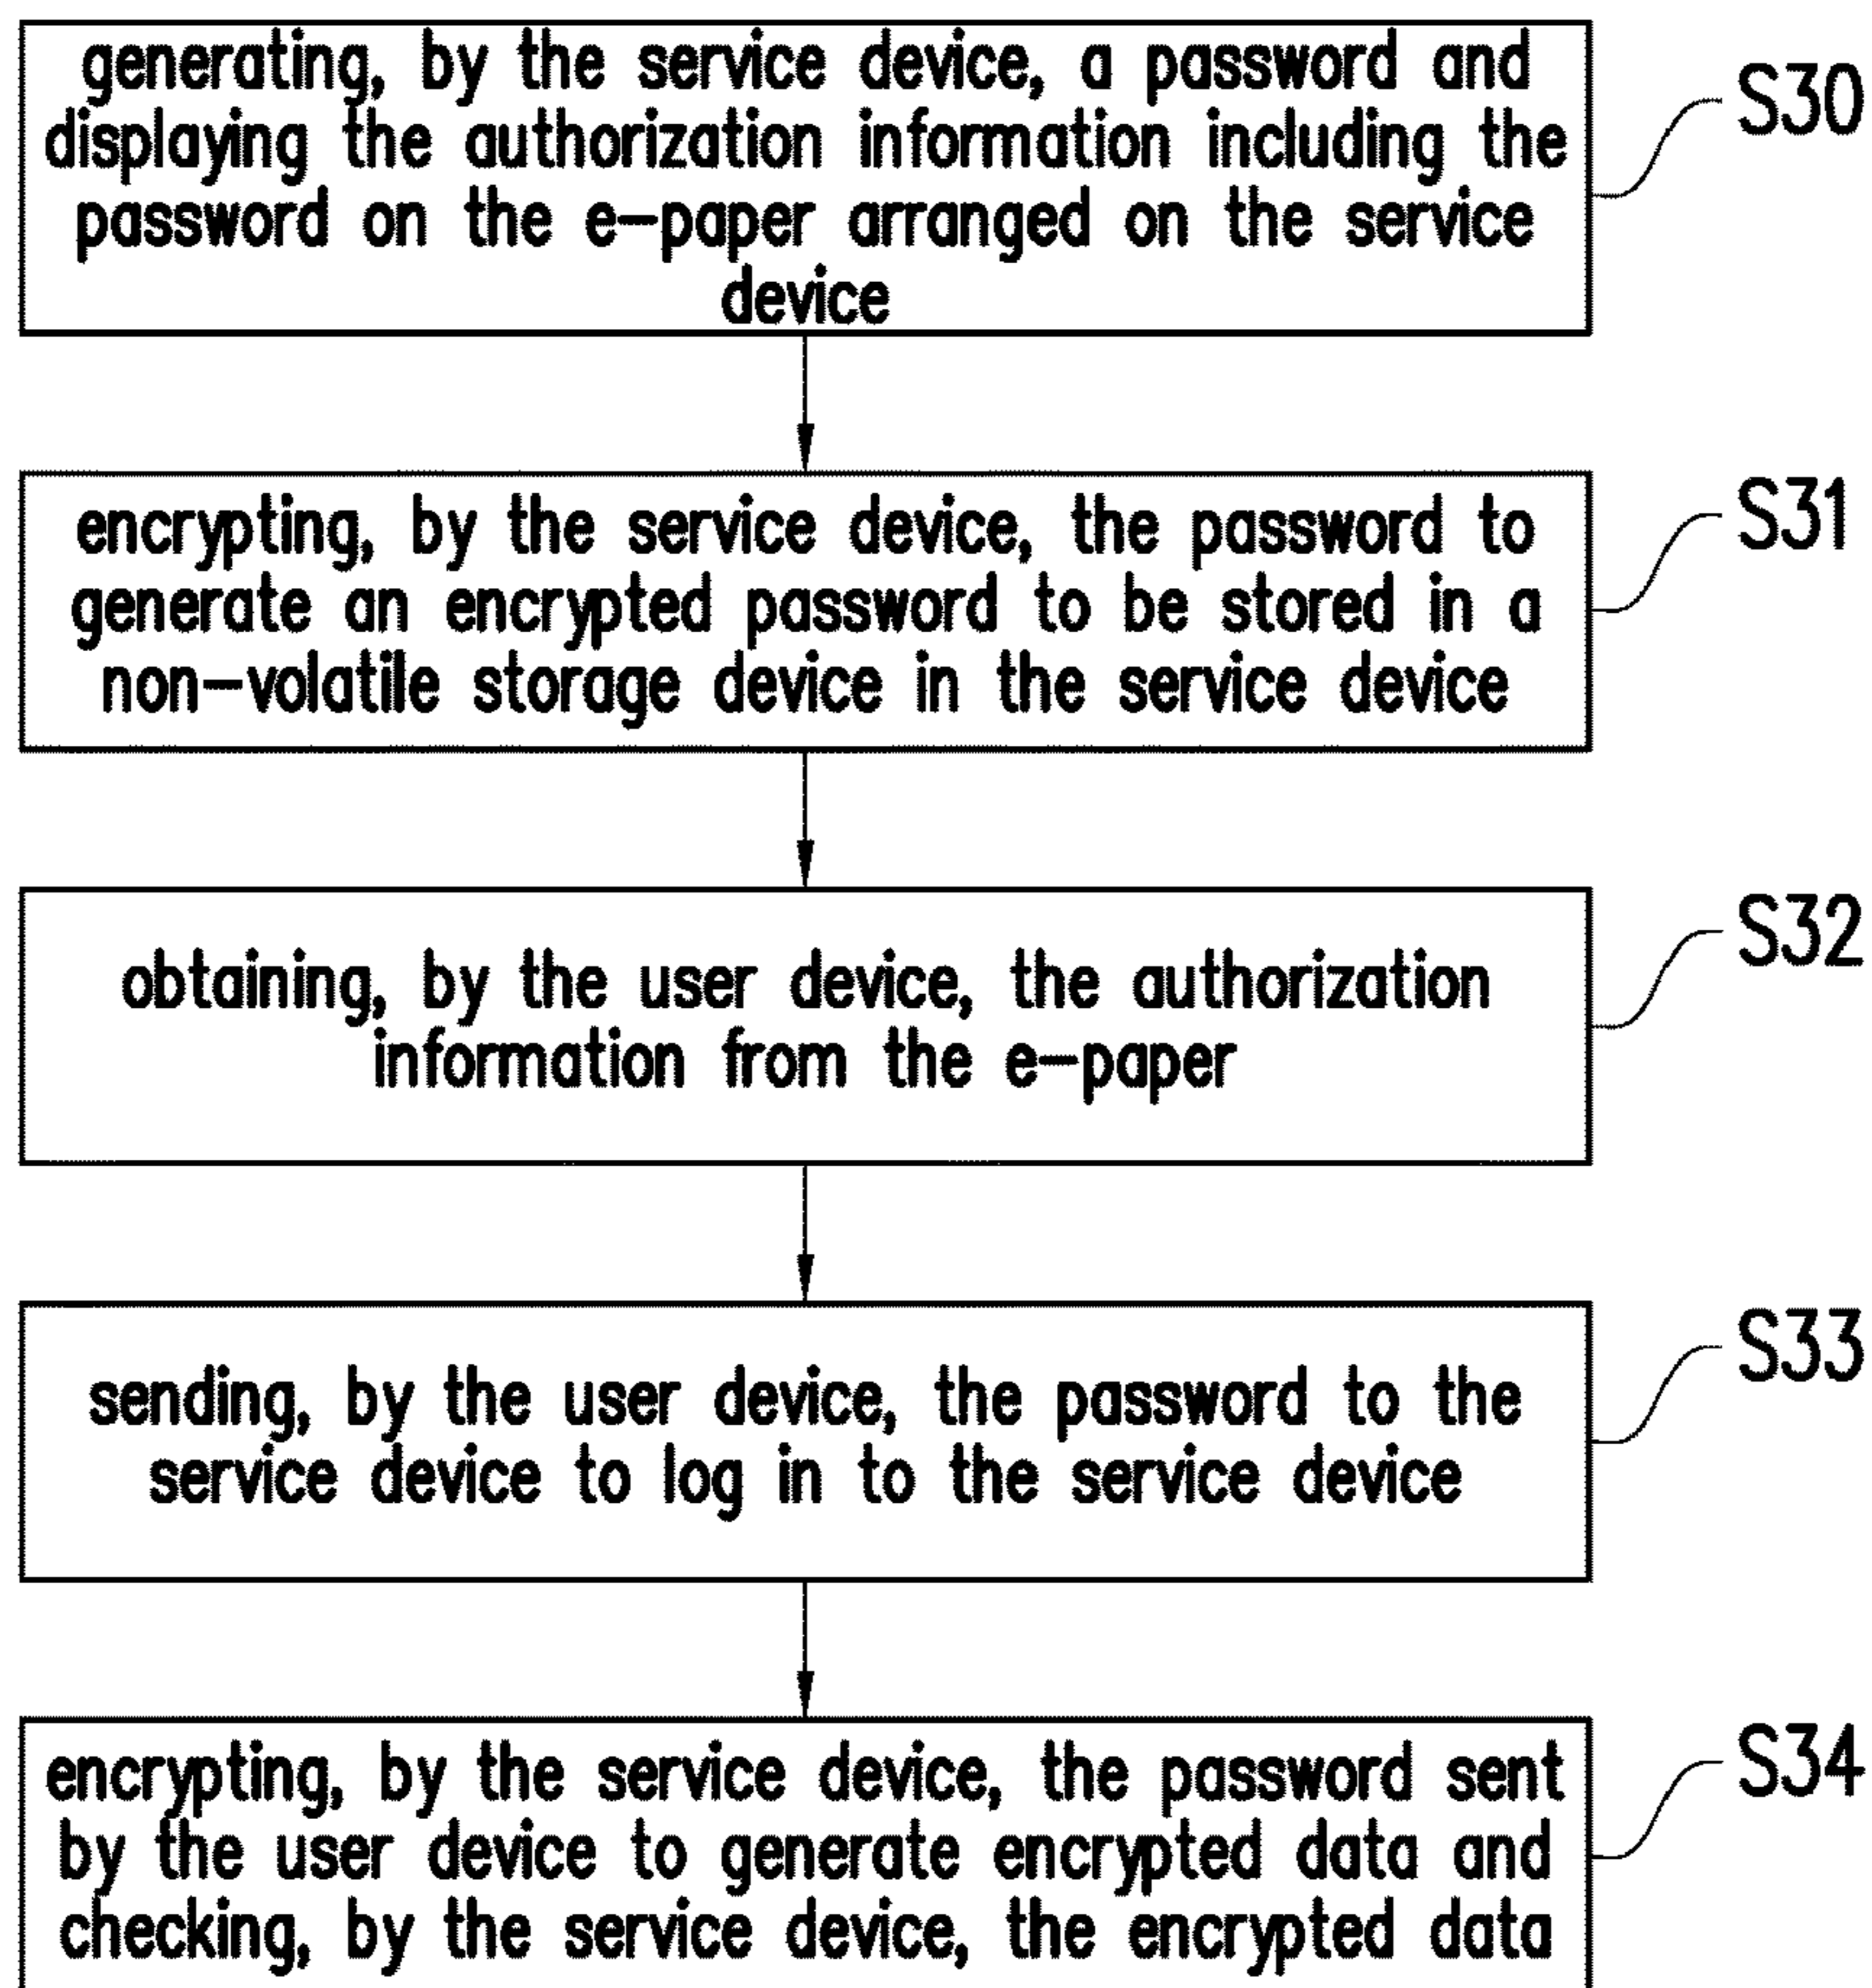 generating, by the service device, a password and
displaying the authorization information including the
password on the e-paper arranged on the service
device
S30
encrypting, by the service device, the password to
generate an encrypted password to be stored in a
non-volatile storage device in the service device
S31
obtaining, by the user device, the authorization
information from the e-paper
S32
sending, by the user device, the password to the
service device to log in to the service device
S33
encrypting, by the service device, the password sent
by the user device to generate encrypted data and
checking, by the service device, the encrypted data
S34